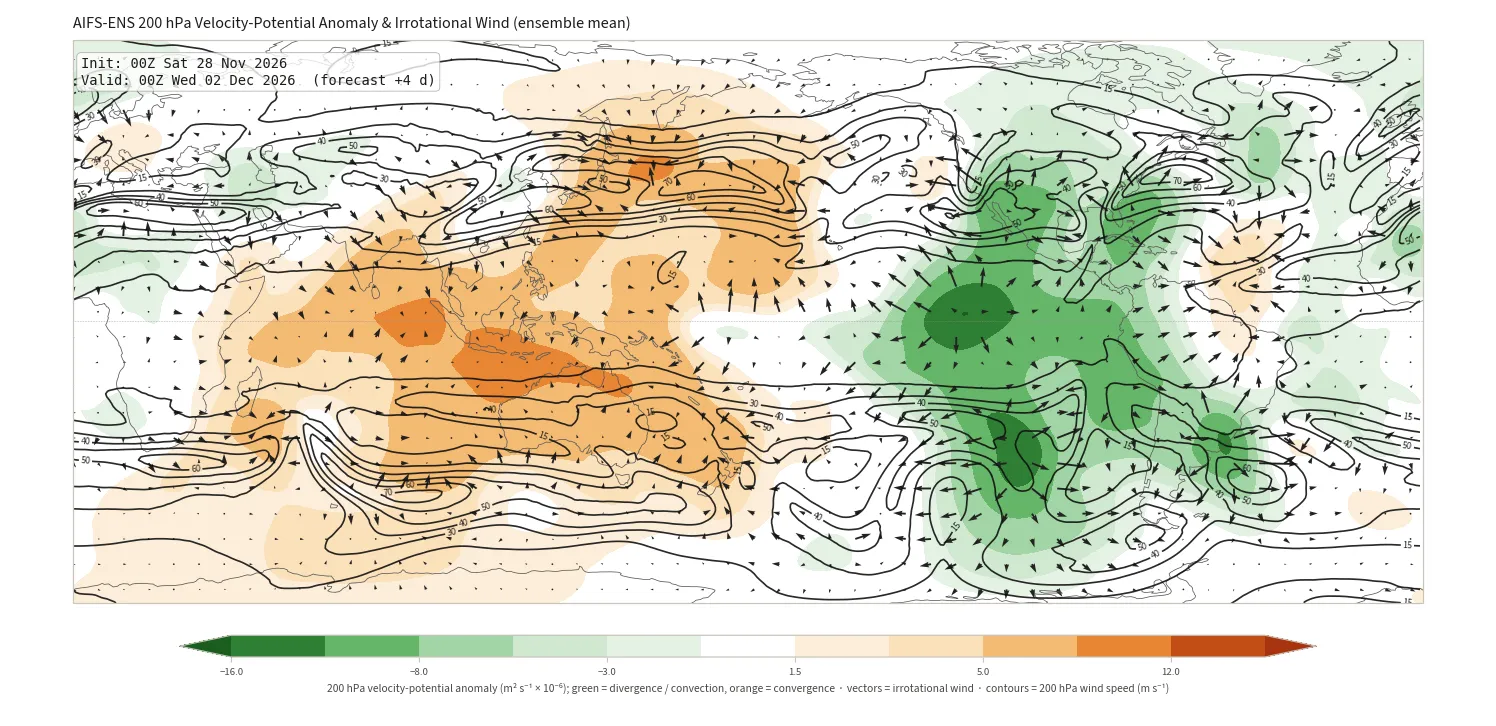 AIFS-ENS 200 hPa Velocity-Potential Anomaly & Irrotational Wind (ensemble mean)
Init: 00Z Sat 28 Nov 2026
Valid: 00Z Wed 02 Dec 2026 (forecast +4 d)
−16.0 −8.0 −3.0 1.5 5.0 12.0
200 hPa velocity-potential anomaly (m² s⁻¹ × 10⁻⁶); green = divergence / convection, orange = convergence · vectors = irrotational wind · contours = 200 hPa wind speed (m s⁻¹)